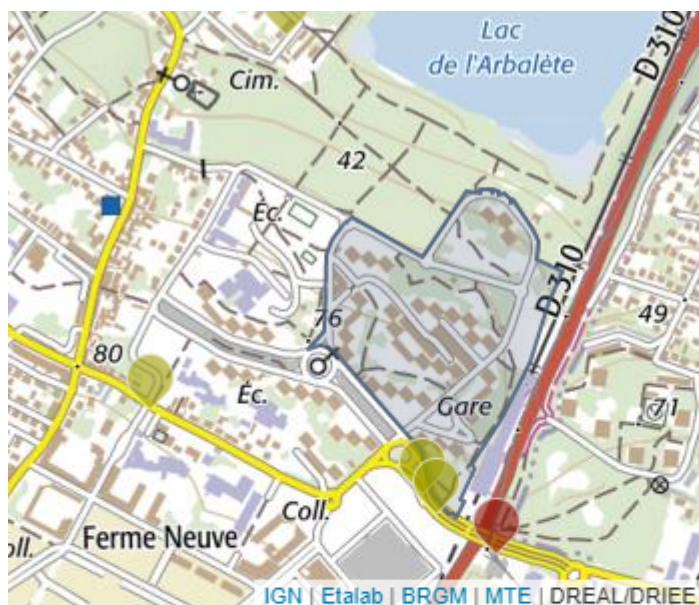 Lac
de l'Arbalète
D 310
Cim.
42
Éc.
D 310
49
76
80
Éc.
Gare
71
Coll.
Ferme Neuve
oll.
IGN | Etalab | BRGM | MTE | DREAL/DRIEE